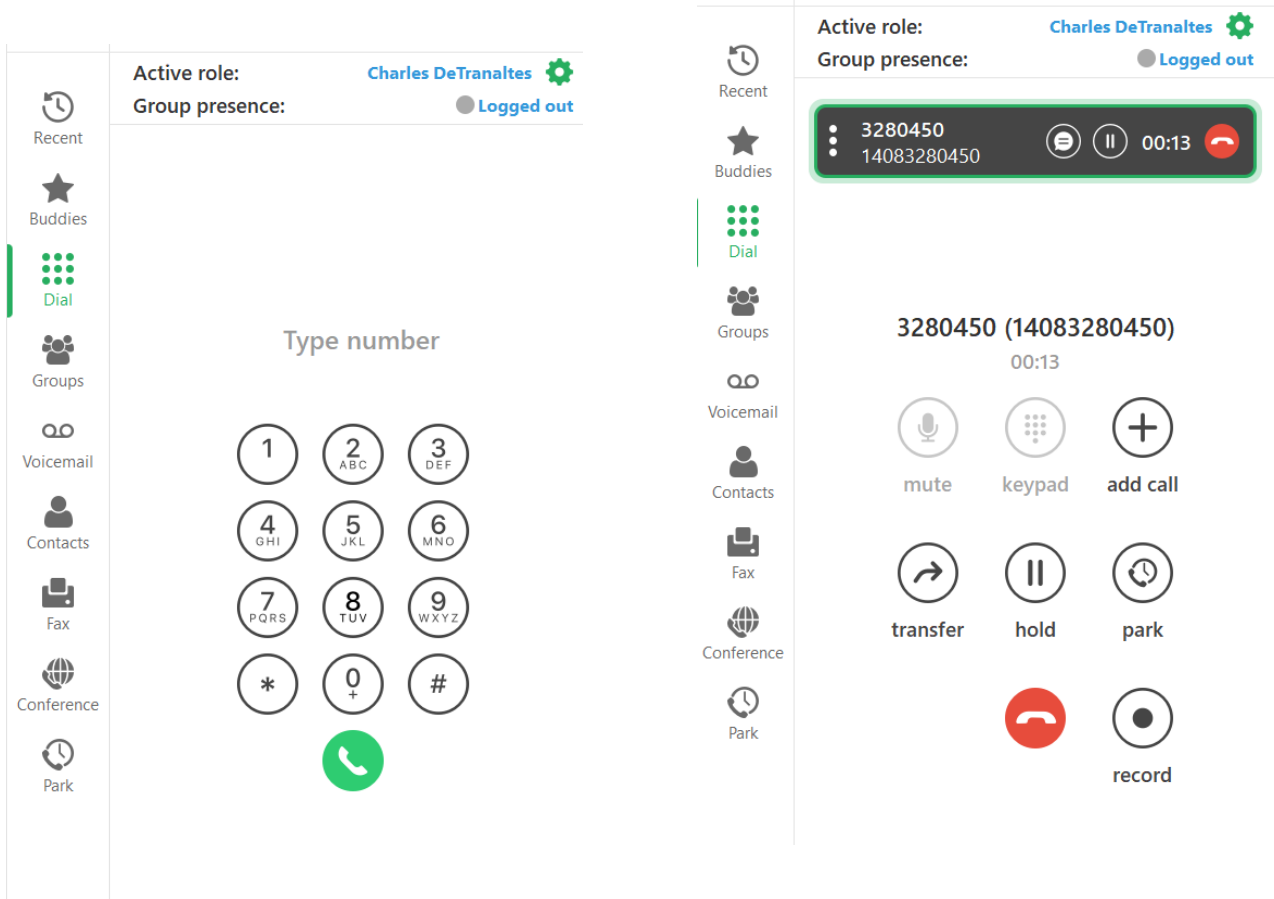 Active role: Charles DeTranaltes
Group presence: Logged out
Recent
Buddies
Dial
Groups
Voicemail
Contacts
Fax
Conference
Park
Type number
1 2 3
ABC DEF
4 5 6
GHI JKL MNO
7 8 9
PQRS TUV WXYZ
* 0 #
+
Active role: Charles DeTranaltes
Group presence: Logged out
Recent
Buddies
Dial
Groups
Voicemail
Contacts
Fax
Conference
Park
3280450
14083280450
00:13
3280450 (14083280450)
00:13
mute keypad add call
transfer hold park
record